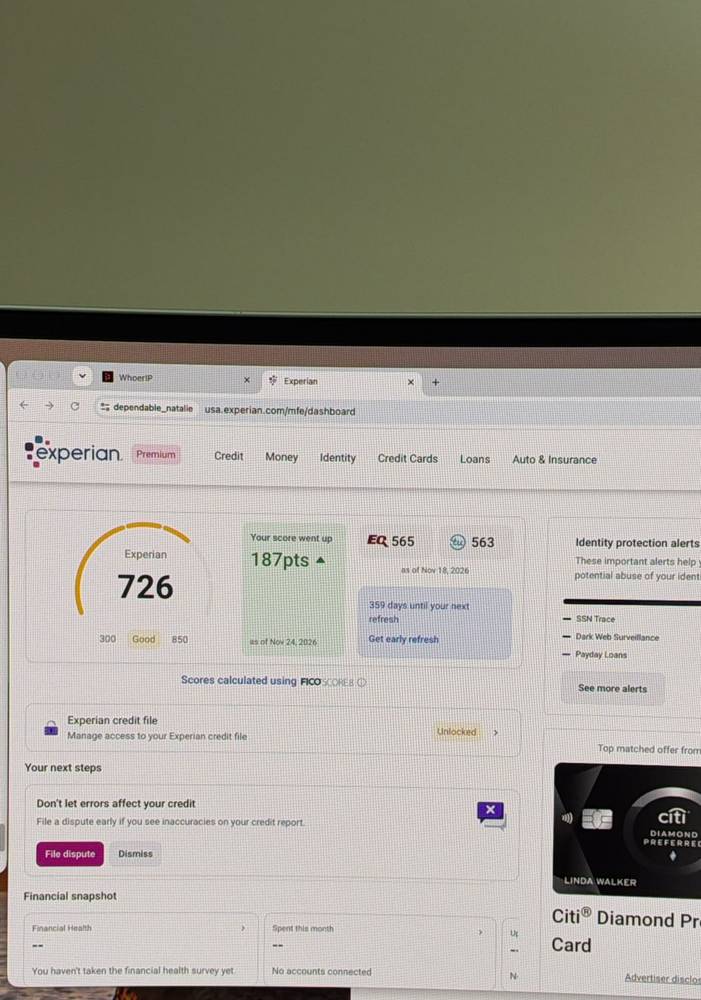 WhoerIP
Experian
dependable_natalie
usa.experian.com/mfe/dashboard
experian.
Premium
Credit
Money
Identity
Credit Cards
Loans
Auto & Insurance
Experian
726
300
Good
850
Your score went up
187pts
as of Nov 24, 2026
EQ 565
tu 563
as of Nov 18, 2026
359 days until your next
refresh
Get early refresh
Scores calculated using FICO SCORE 8
Experian credit file
Manage access to your Experian credit file
Unlocked
Your next steps
Don't let errors affect your credit
File a dispute early if you see inaccuracies on your credit report.
File dispute
Dismiss
Financial snapshot
Financial Health
--
You haven't taken the financial health survey yet.
Spent this month
--
No accounts connected
Identity protection alerts
These important alerts help
potential abuse of your
SSN Trace
Dark Web Surveillance
Payday Loans
See more alerts
Top matched offer from
citi
DIAMOND
PREFERRED
LINDA WALKER
Citi® Diamond
Card
Advertiser